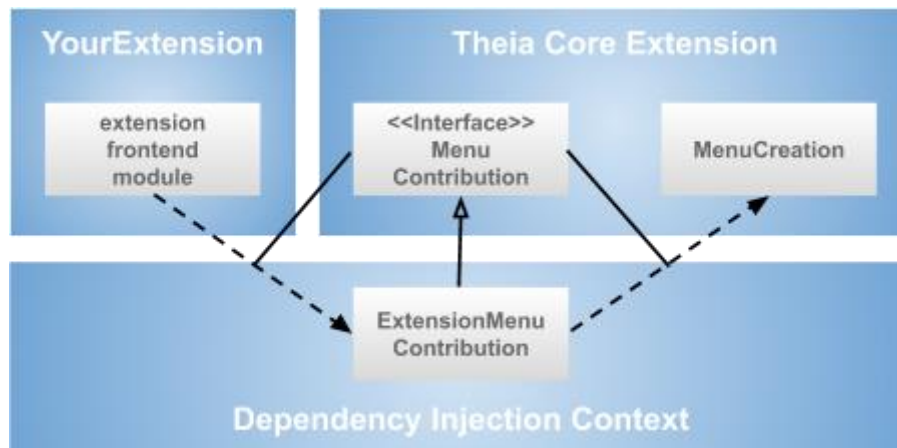 YourExtension
extension
frontend
module
Theia Core Extension
<<Interface>>
Menu
Contribution
MenuCreation
ExtensionMenu
Contribution
Dependency Injection Context